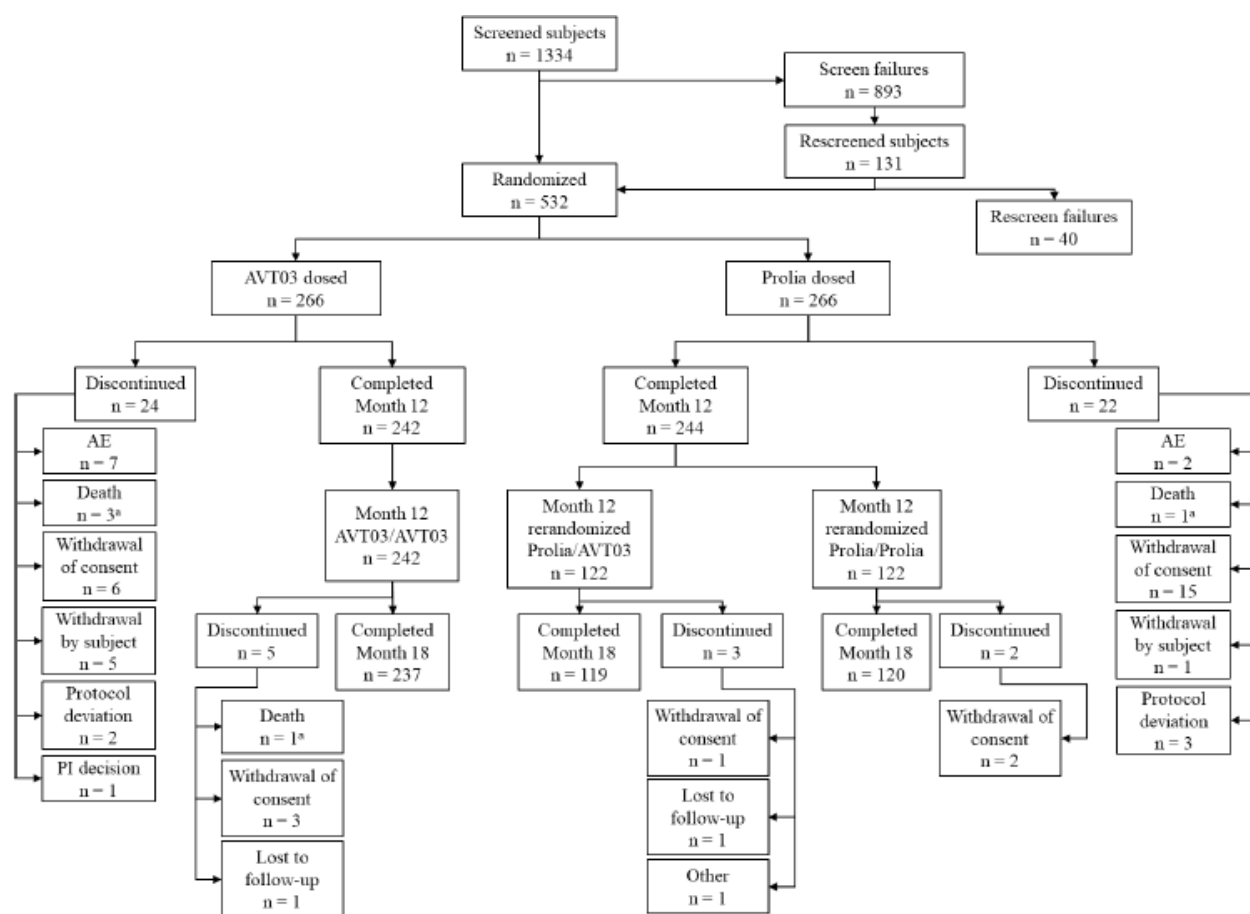 Screened subjects
n = 1334
Screen failures
n = 893
Rescreened subjects
n = 131
Randomized
n = 532
Rescreen failures
n = 40
AVT03 dosed
n = 266
Prolia dosed
n = 266
Discontinued
n = 24
Completed
Month 12
n = 242
Completed
Month 12
n = 244
Discontinued
n = 22
AE
n = 7
Death
n = 3ᵃ
Withdrawal
of consent
n = 6
Withdrawal
by subject
n = 5
Protocol
deviation
n = 2
PI decision
n = 1
Month 12
AVT03/AVT03
n = 242
Discontinued
n = 5
Completed
Month 18
n = 237
Death
n = 1ᵃ
Withdrawal of
consent
n = 3
Lost to
follow-up
n = 1
Month 12
rerandomized
Prolia/AVT03
n = 122
Completed
Month 18
n = 119
Discontinued
n = 3
Withdrawal of
consent
n = 1
Lost to
follow-up
n = 1
Other
n = 1
Month 12
rerandomized
Prolia/Prolia
n = 122
Completed
Month 18
n = 120
Discontinued
n = 2
Withdrawal of
consent
n = 2
AE
n = 2
Death
n = 1ᵃ
Withdrawal
of consent
n = 15
Withdrawal
by subject
n = 1
Protocol
deviation
n = 3